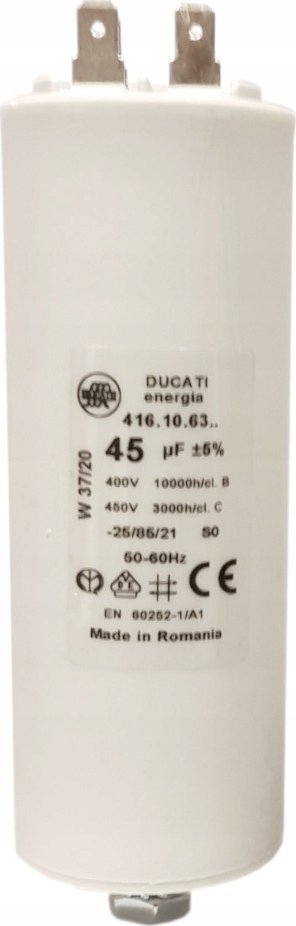 DUCATI
energia
416.10.63..
45 µF ±5%
400V 10000h/cl. B
450V 3000h/cl. C
-25/85/21 S0
50-60Hz
CE
EN 60252-1/A1
Made in Romania
W 37/20